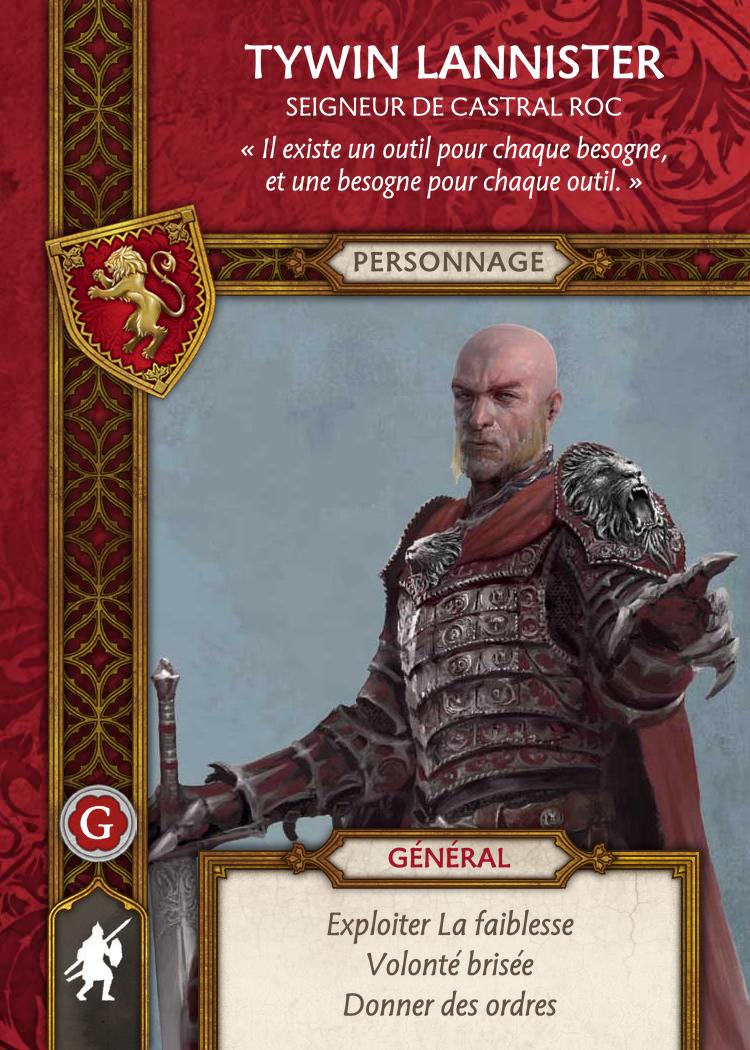 TYWIN LANNISTER
SEIGNEUR DE CASTRAL ROC
« Il existe un outil pour chaque besogne,
et une besogne pour chaque outil. »
PERSONNAGE
G
GÉNÉRAL
Exploiter La faiblesse
Volonté brisée
Donner des ordres